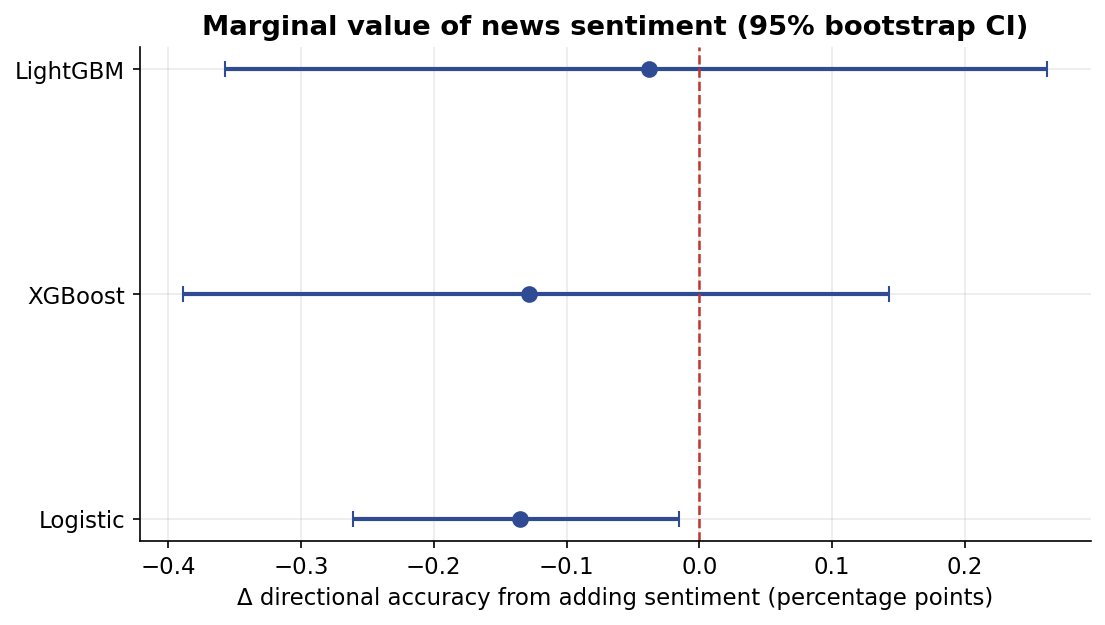 Marginal value of news sentiment (95% bootstrap CI)
LightGBM
XGBoost
Logistic
−0.4 −0.3 −0.2 −0.1 0.0 0.1 0.2
Δ directional accuracy from adding sentiment (percentage points)